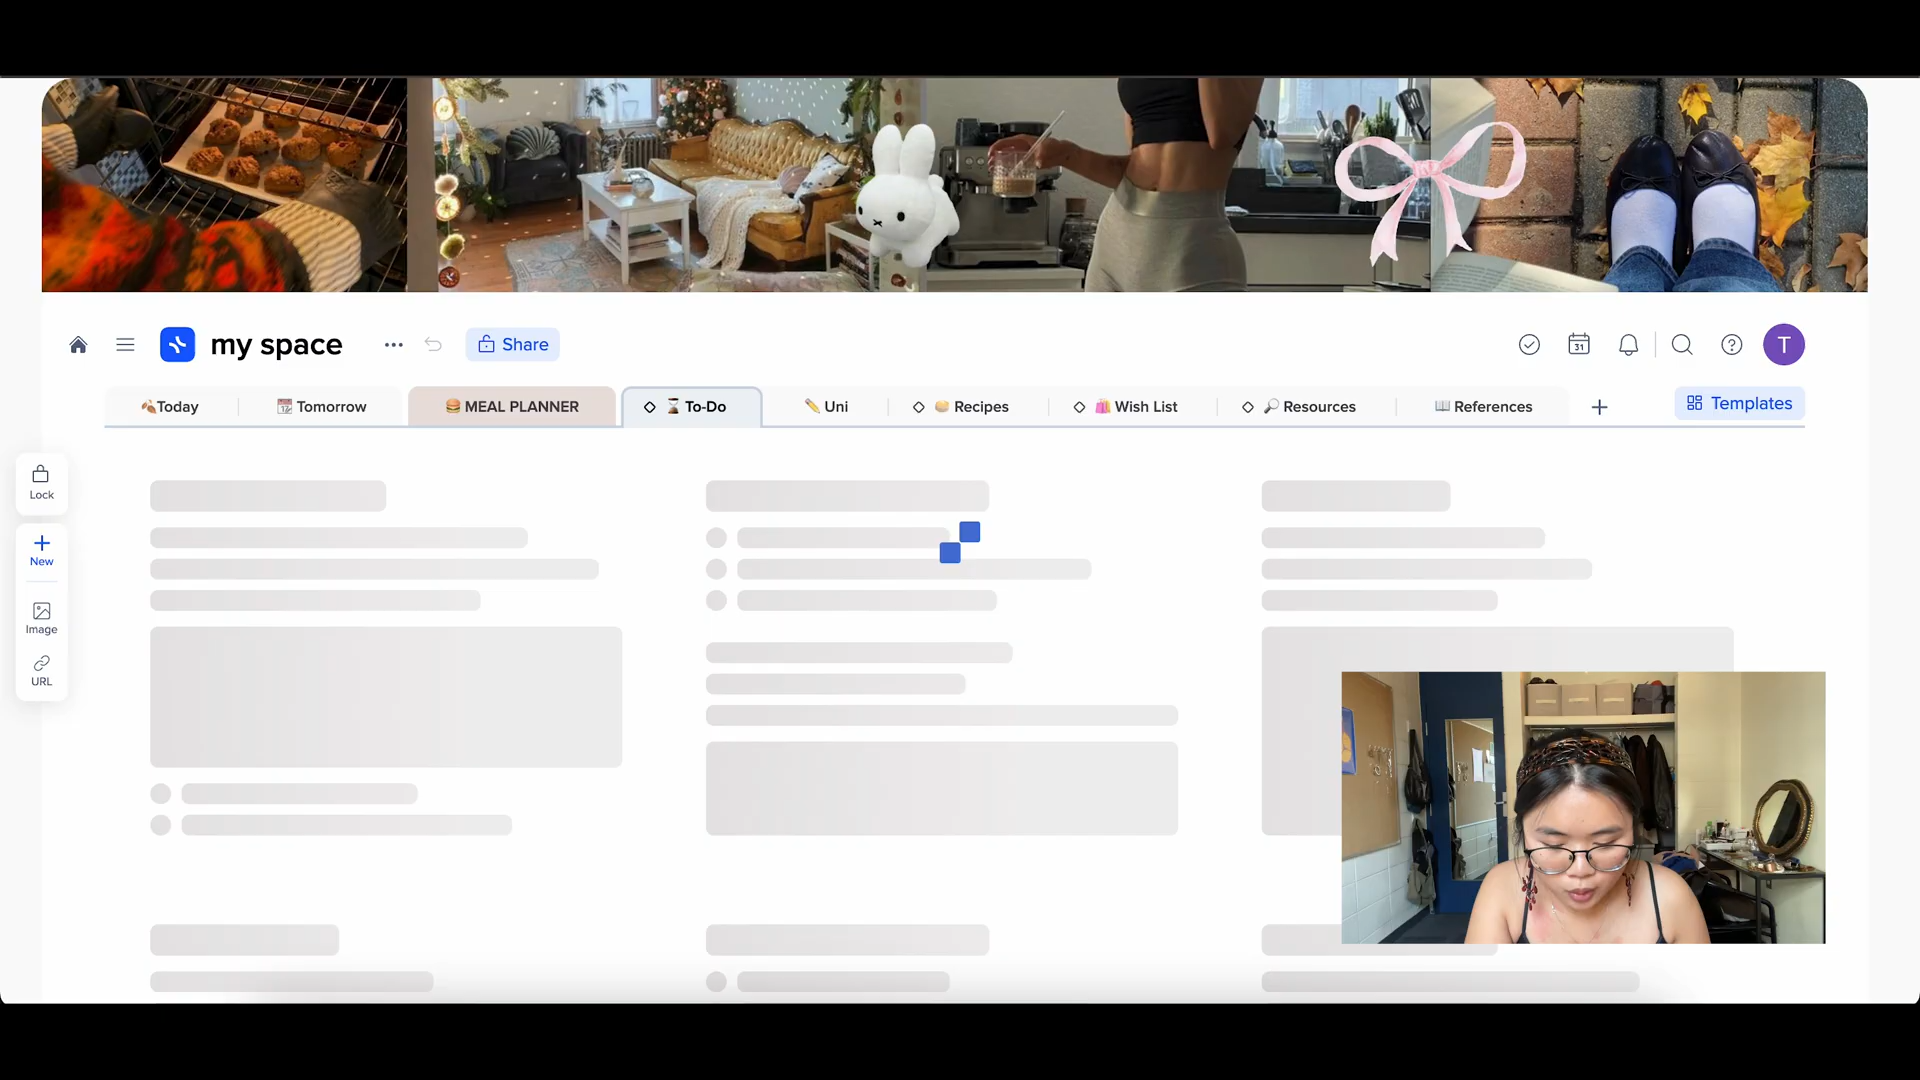 my space
Share
31
T
Today
Tomorrow
MEAL PLANNER
To-Do
Uni
Recipes
Wish List
Resources
References
Templates
Lock
New
Image
URL